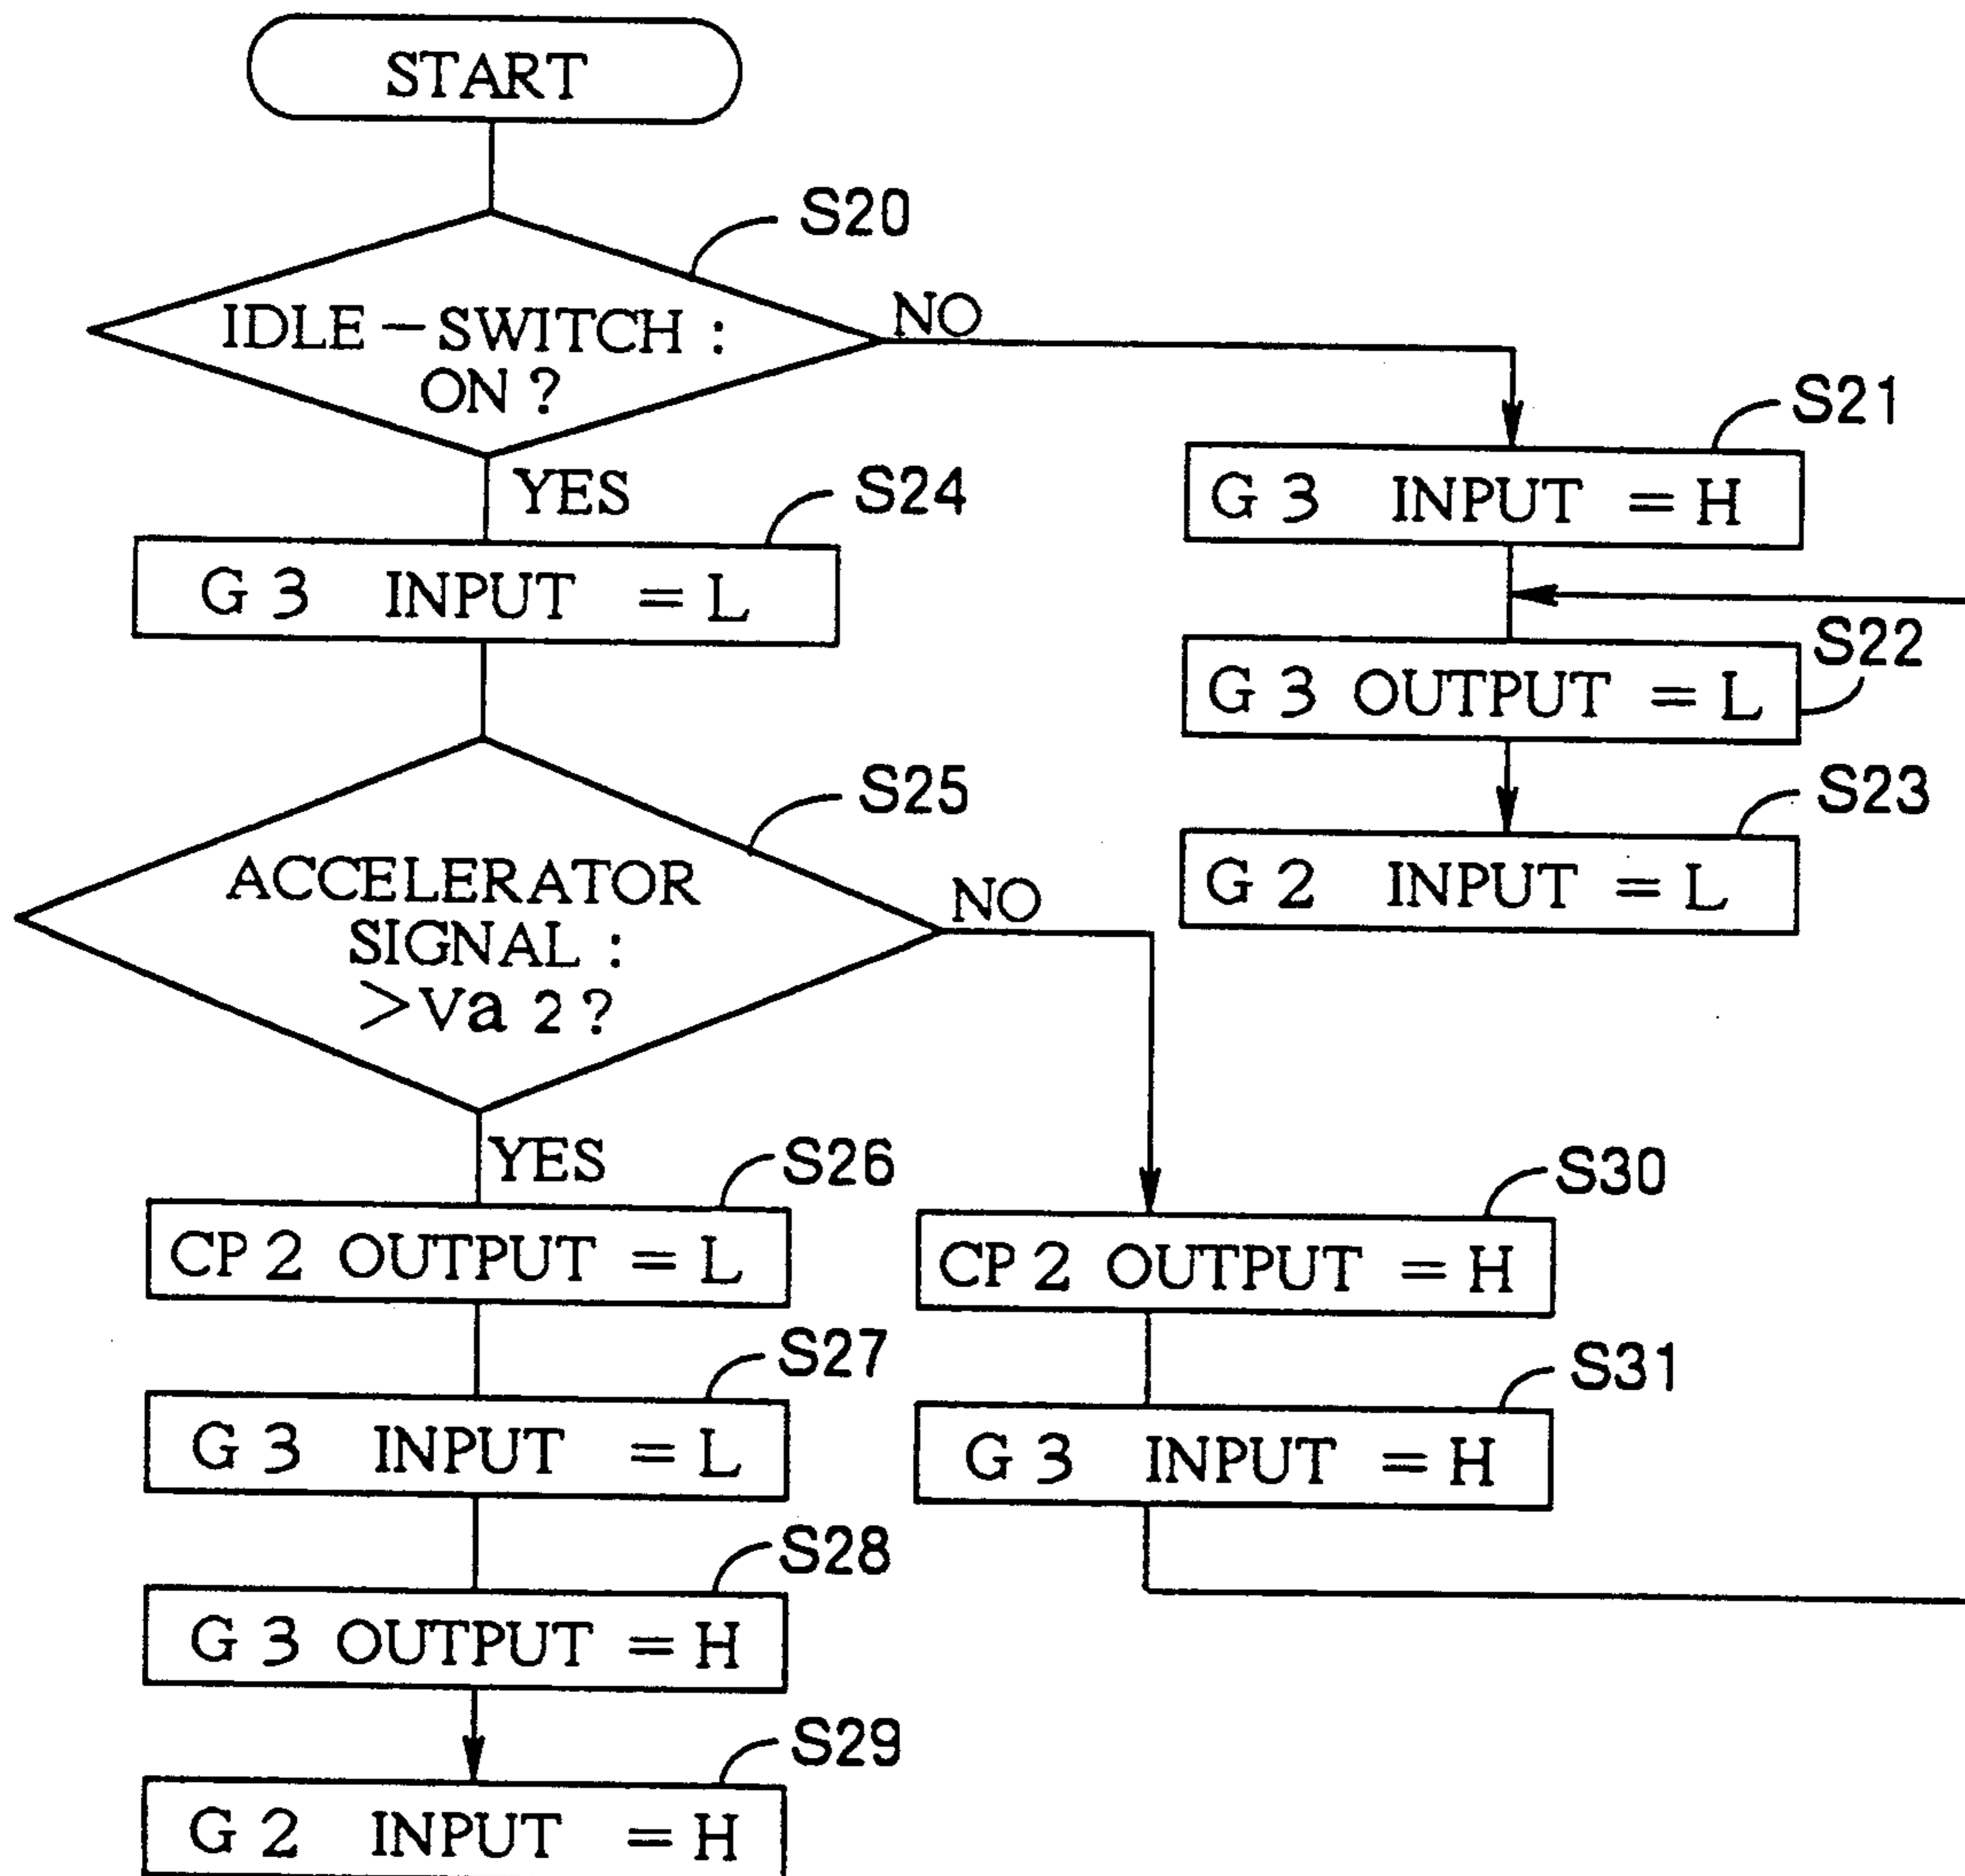 START
S20
IDLE-SWITCH :
ON ?
NO
YES
S21
G 3 INPUT = H
S24
G 3 INPUT = L
S22
G 3 OUTPUT = L
S23
G 2 INPUT = L
S25
ACCELERATOR
SIGNAL :
>Va 2 ?
NO
YES
S26
CP 2 OUTPUT = L
S30
CP 2 OUTPUT = H
S27
G 3 INPUT = L
S31
G 3 INPUT = H
S28
G 3 OUTPUT = H
S29
G 2 INPUT = H